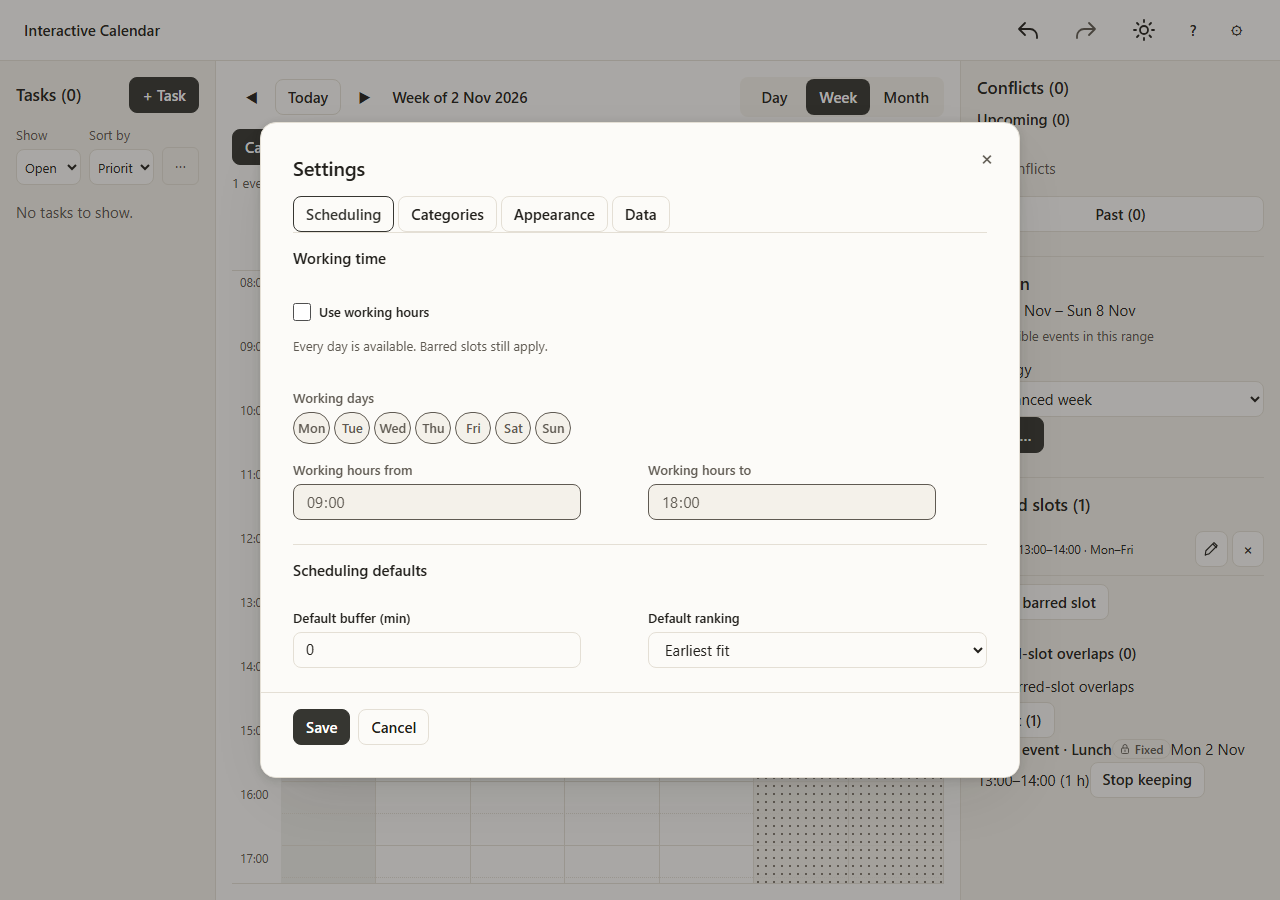 Interactive Calendar
?
Tasks (0)
+ Task
Show
Sort by
Open
Priorit
...
No tasks to show.
◀ Today ▶ Week of 2 Nov 2026
Day Week Month
1 eve
08:0
09:0
10:0
11:0
12:0
13:0
14:0
15:0
16:00
17:00
Settings
×
Scheduling Categories Appearance Data
Working time
Use working hours
Every day is available. Barred slots still apply.
Working days
Mon Tue Wed Thu Fri Sat Sun
Working hours from
Working hours to
09:00
18:00
Scheduling defaults
Default buffer (min)
Default ranking
0
Earliest fit
Save Cancel
Conflicts (0)
Upcoming (0)
nflicts
Past (0)
n
Nov – Sun 8 Nov
ble events in this range
gy
nced week
...
d slots (1)
13:00–14:00 · Mon–Fri
×
barred slot
-slot overlaps (0)
rred-slot overlaps
(1)
event · Lunch Fixed Mon 2 Nov
13:00–14:00 (1 h) Stop keeping